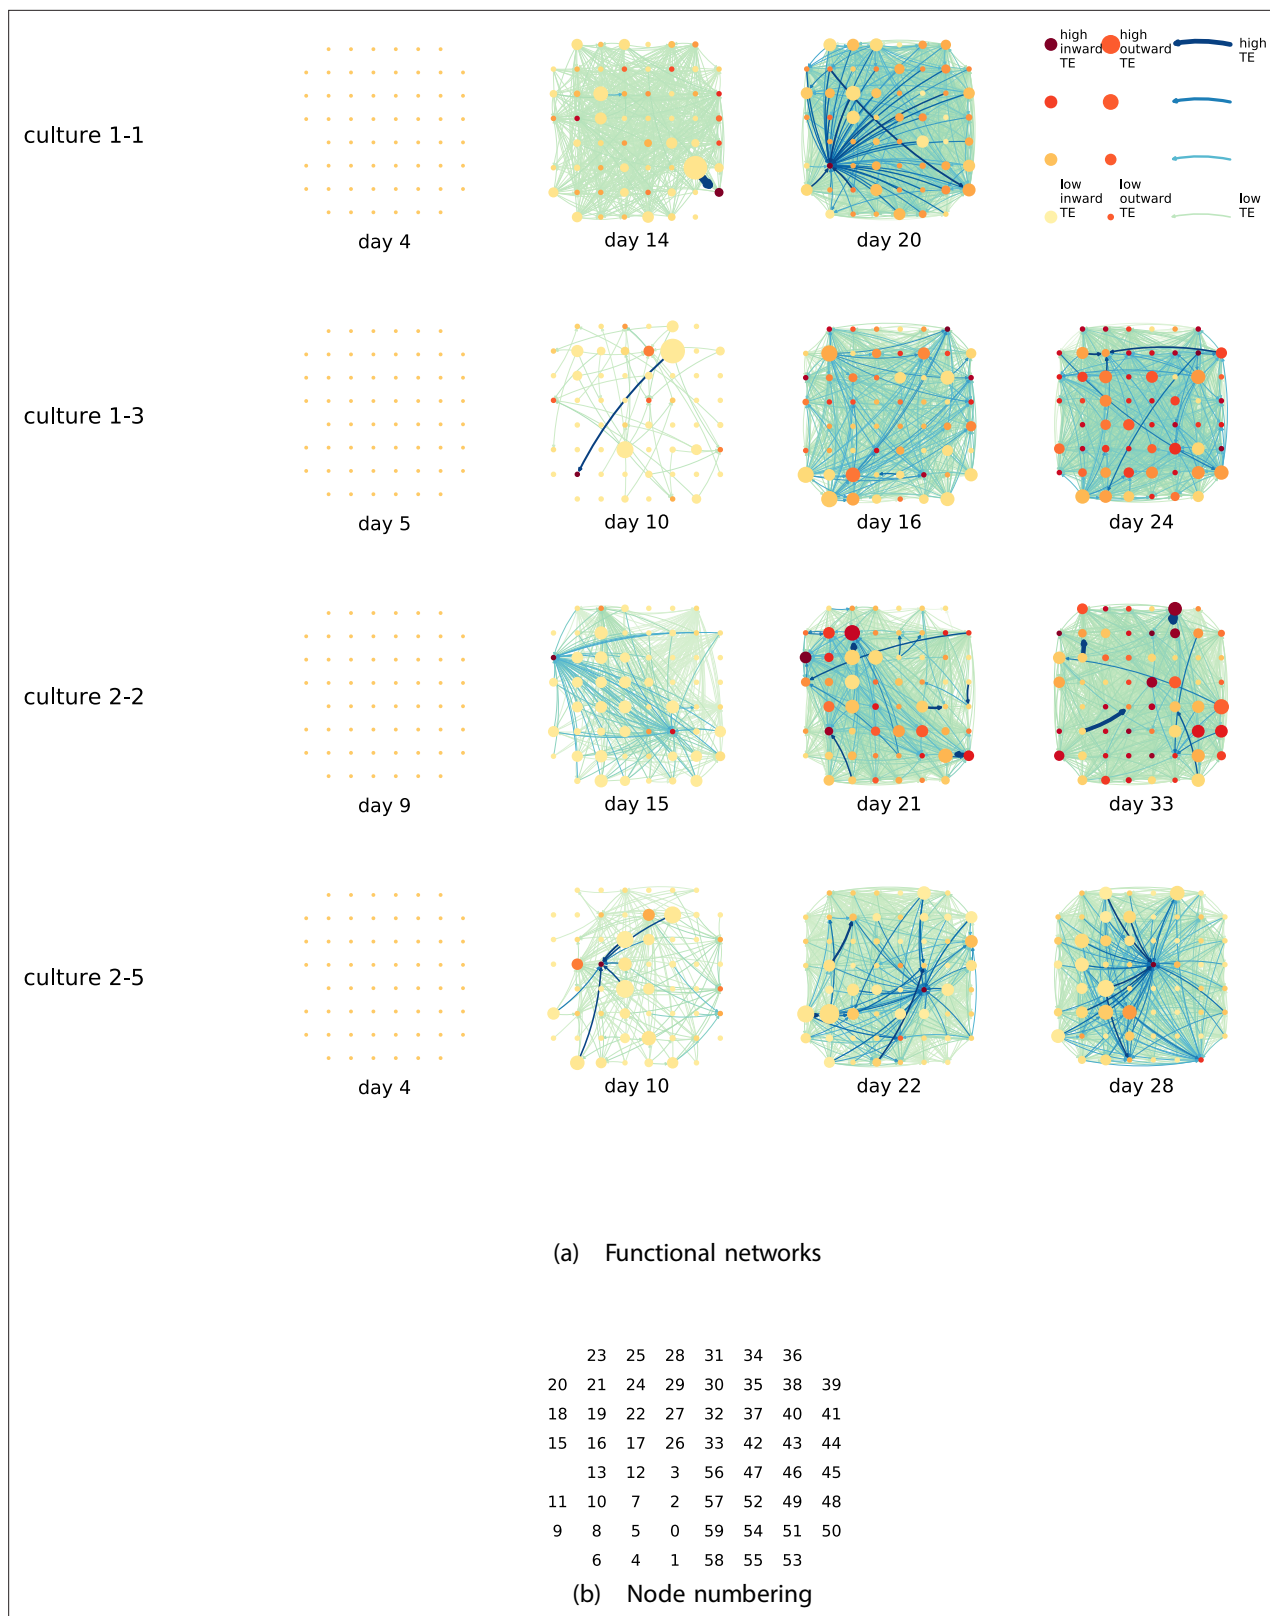 high inward TE
high outward TE
high TE
low inward TE
low outward TE
low TE
culture 1-1
day 4
day 14
day 20
culture 1-3
day 5
day 10
day 16
day 24
culture 2-2
day 9
day 15
day 21
day 33
culture 2-5
day 4
day 10
day 22
day 28
(a) Functional networks
23 25 28 31 34 36
20 21 24 29 30 35 38 39
18 19 22 27 32 37 40 41
15 16 17 26 33 42 43 44
13 12 3 56 47 46 45
11 10 7 2 57 52 49 48
9 8 5 0 59 54 51 50
6 4 1 58 55 53
(b) Node numbering